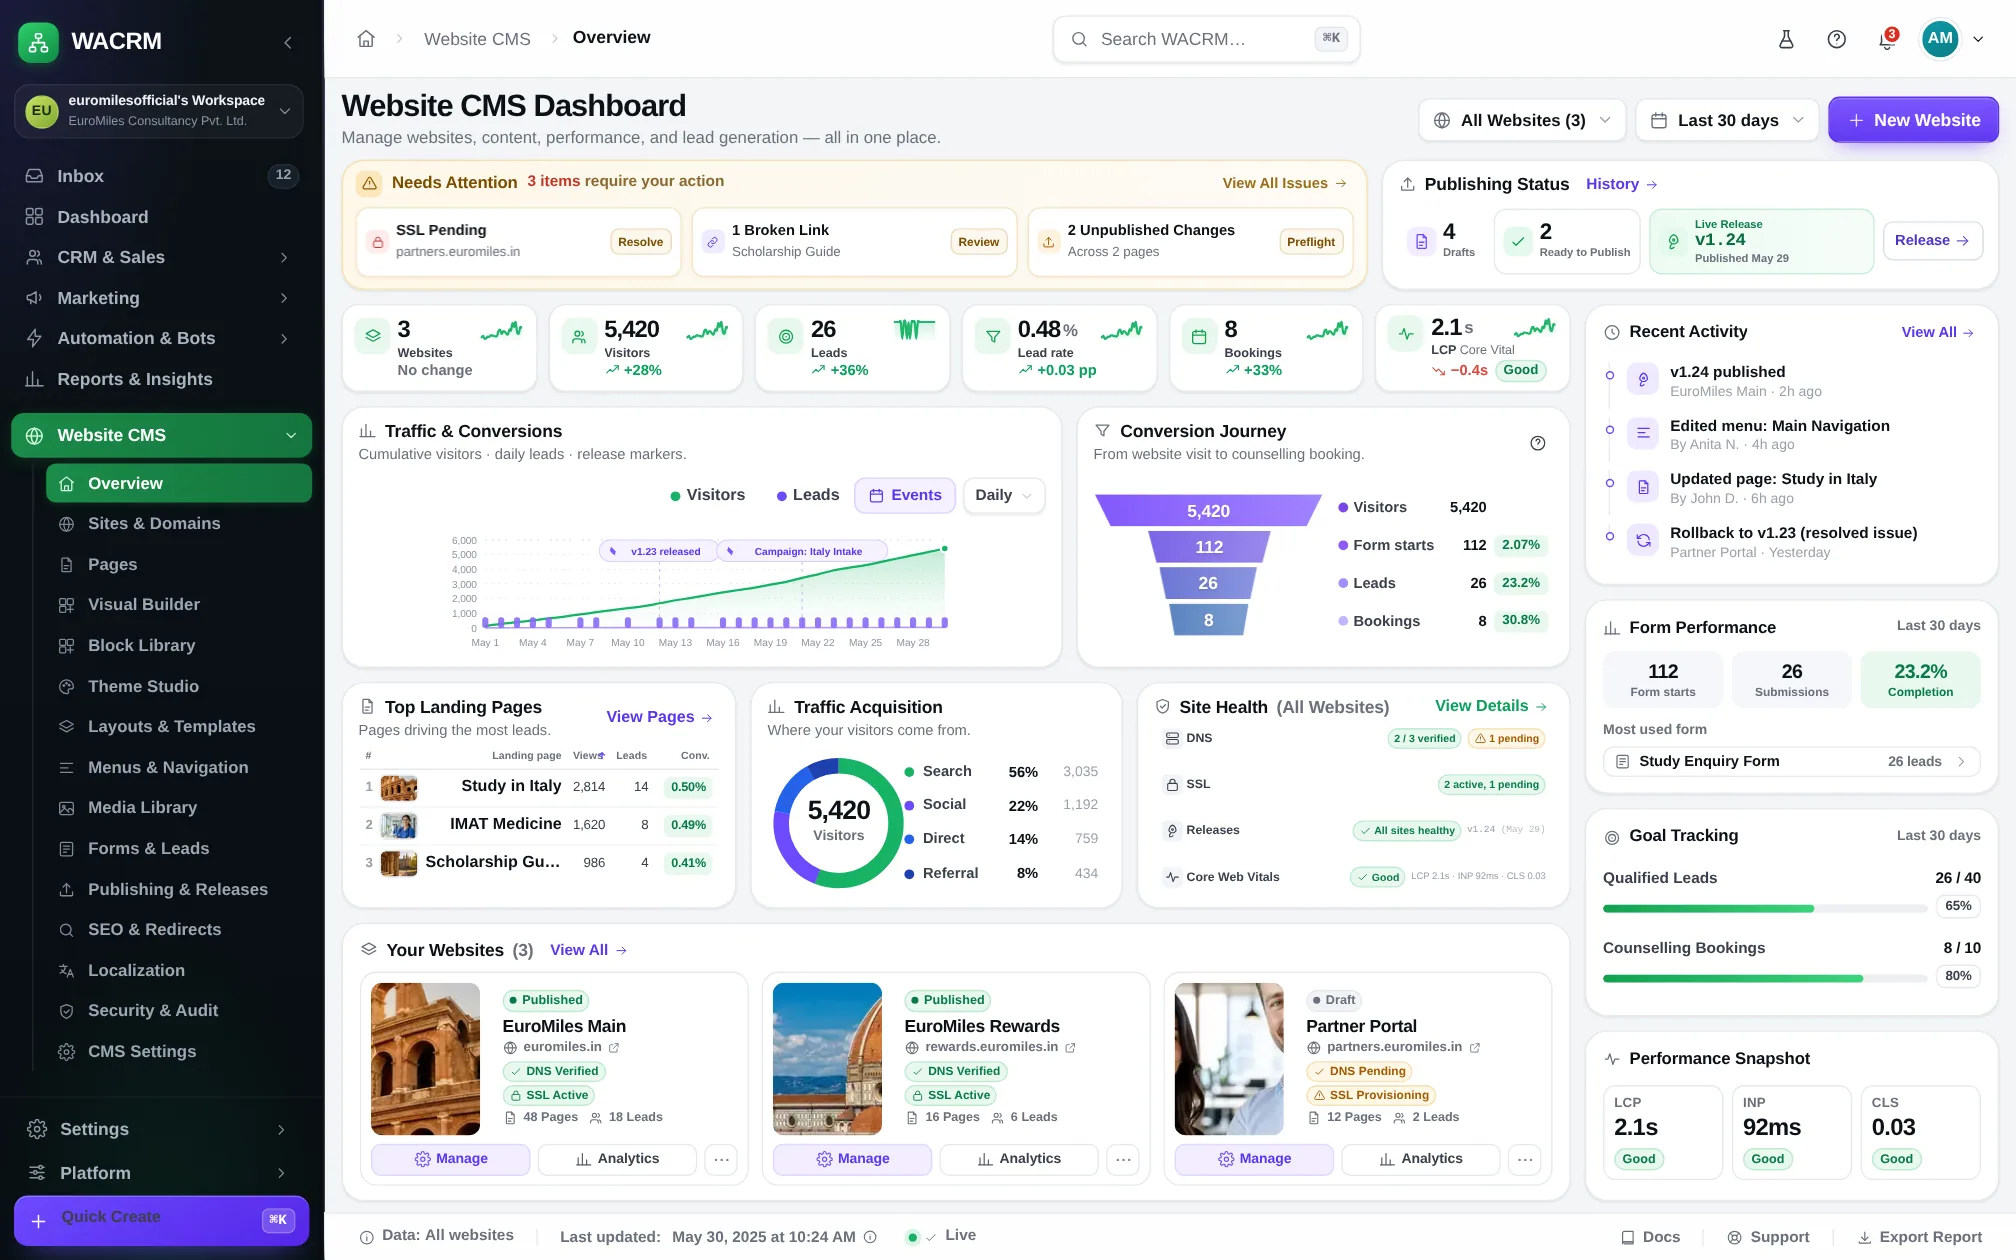 WACRM
EU
euromilesofficial's Workspace
EuroMiles Consultancy Pvt. Ltd.
Inbox 12
Dashboard
CRM & Sales
Marketing
Automation & Bots
Reports & Insights
Website CMS
Overview
Sites & Domains
Pages
Visual Builder
Block Library
Theme Studio
Layouts & Templates
Menus & Navigation
Media Library
Forms & Leads
Publishing & Releases
SEO & Redirects
Localization
Security & Audit
CMS Settings
Settings
Platform
Quick Create ⌘K
Website CMS Overview
Search WACRM… ⌘K
3
AM
Website CMS Dashboard
Manage websites, content, performance, and lead generation — all in one place.
All Websites (3)
Last 30 days
New Website
Needs Attention 3 items require your action
View All Issues →
SSL Pending
partners.euromiles.in
Resolve
1 Broken Link
Scholarship Guide
Review
2 Unpublished Changes
Across 2 pages
Preflight
Publishing Status History →
4
Drafts
2
Ready to Publish
Live Release
v1.24
Published May 29
Release →
3
Websites
No change
5,420
Visitors
+28%
26
Leads
+36%
0.48%
Lead rate
+0.03 pp
8
Bookings
+33%
2.1s
LCP Core Vital
−0.4s Good
Traffic & Conversions
Cumulative visitors · daily leads · release markers.
Visitors
Leads
Events
Daily
v1.23 released
Campaign: Italy Intake
6,000
5,000
4,000
3,000
2,000
1,000
0
May 1 May 4 May 7 May 10 May 13 May 16 May 19 May 22 May 25 May 28
Conversion Journey
From website visit to counselling booking.
5,420
112
26
8
Visitors 5,420
Form starts 112 2.07%
Leads 26 23.2%
Bookings 8 30.8%
Recent Activity View All →
v1.24 published
EuroMiles Main · 2h ago
Edited menu: Main Navigation
By Anita N. · 4h ago
Updated page: Study in Italy
By John D. · 6h ago
Rollback to v1.23 (resolved issue)
Partner Portal · Yesterday
Form Performance Last 30 days
112
Form starts
26
Submissions
23.2%
Completion
Most used form
Study Enquiry Form 26 leads
Top Landing Pages
Pages driving the most leads.
View Pages →
# Landing page Views Leads Conv.
1 Study in Italy 2,814 14 0.50%
2 IMAT Medicine 1,620 8 0.49%
3 Scholarship Gu… 986 4 0.41%
Traffic Acquisition
Where your visitors come from.
5,420
Visitors
Search 56% 3,035
Social 22% 1,192
Direct 14% 759
Referral 8% 434
Site Health (All Websites) View Details →
DNS 2 / 3 verified 1 pending
SSL 2 active, 1 pending
Releases All sites healthy v1.24 (May 29)
Core Web Vitals Good LCP 2.1s · INP 92ms · CLS 0.03
Goal Tracking Last 30 days
Qualified Leads 26 / 40
65%
Counselling Bookings 8 / 10
80%
Your Websites (3) View All →
Published
EuroMiles Main
euromiles.in
DNS Verified
SSL Active
48 Pages 18 Leads
Manage
Analytics
···
Published
EuroMiles Rewards
rewards.euromiles.in
DNS Verified
SSL Active
16 Pages 6 Leads
Manage
Analytics
···
Draft
Partner Portal
partners.euromiles.in
DNS Pending
SSL Provisioning
12 Pages 2 Leads
Manage
Analytics
···
Performance Snapshot
LCP
2.1s
Good
INP
92ms
Good
CLS
0.03
Good
Data: All websites
Last updated: May 30, 2025 at 10:24 AM
Live
Docs
Support
Export Report